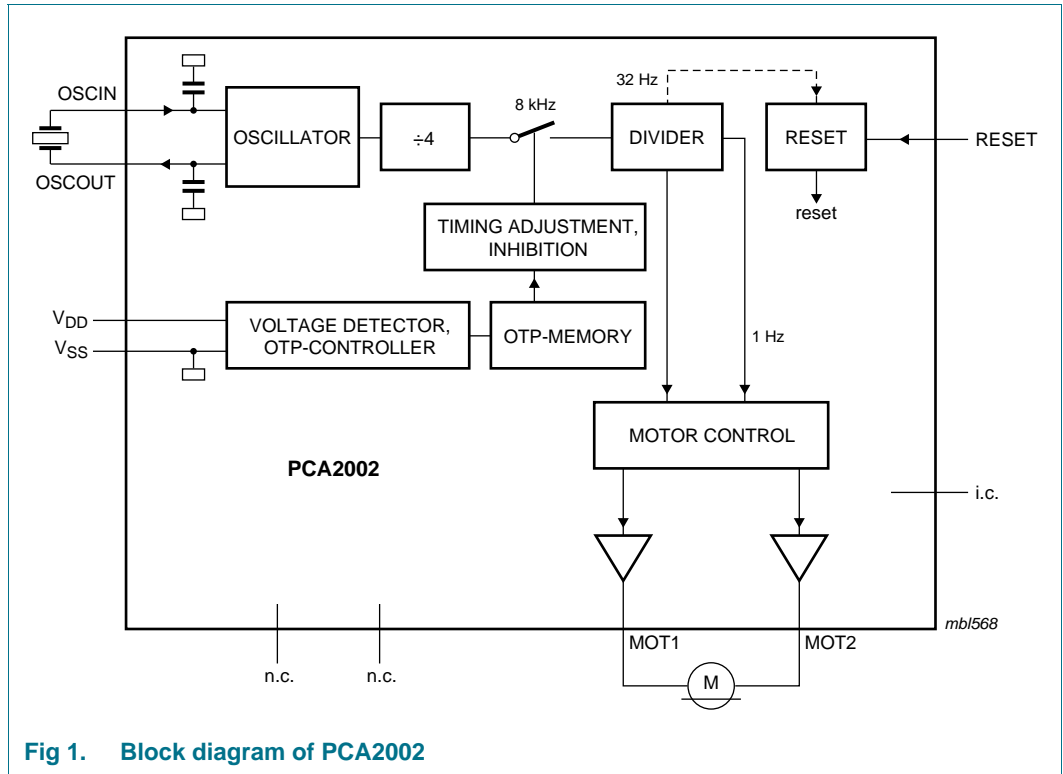 32 Hz
OSCIN
8 kHz
OSCILLATOR
÷4
DIVIDER
RESET
RESET
OSCOUT
reset
TIMING ADJUSTMENT,
INHIBITION
VDD
VSS
VOLTAGE DETECTOR,
OTP-CONTROLLER
OTP-MEMORY
1 Hz
MOTOR CONTROL
PCA2002
i.c.
mbl568
MOT1
MOT2
n.c.
n.c.
M
Fig 1. Block diagram of PCA2002